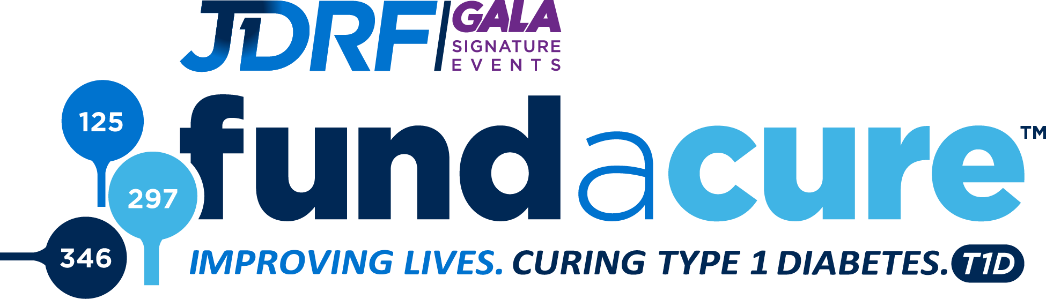 JDRF
GALA
SIGNATURE
EVENTS
125
297
346
fundacure™
IMPROVING LIVES. CURING TYPE 1 DIABETES. T1D